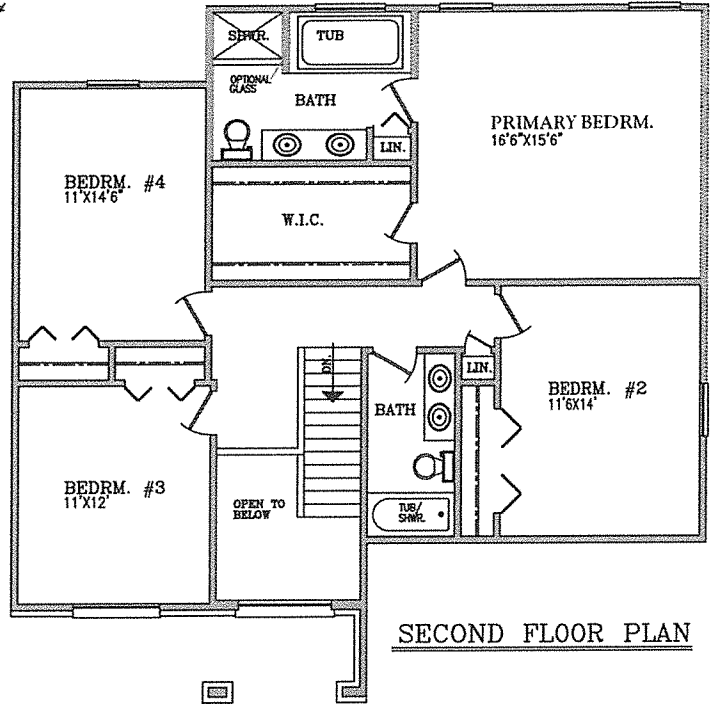 SHWR.
TUB
OPTIONAL
GLASS
BATH
LIN.
PRIMARY BEDRM.
16'6"X15'6"
BEDRM. #4
11'X14'6"
W.I.C.
DN.
LIN.
BATH
BEDRM. #2
11'6X14'
BEDRM. #3
11'X12'
OPEN TO
BELOW
TUB/
SHWR.
SECOND FLOOR PLAN